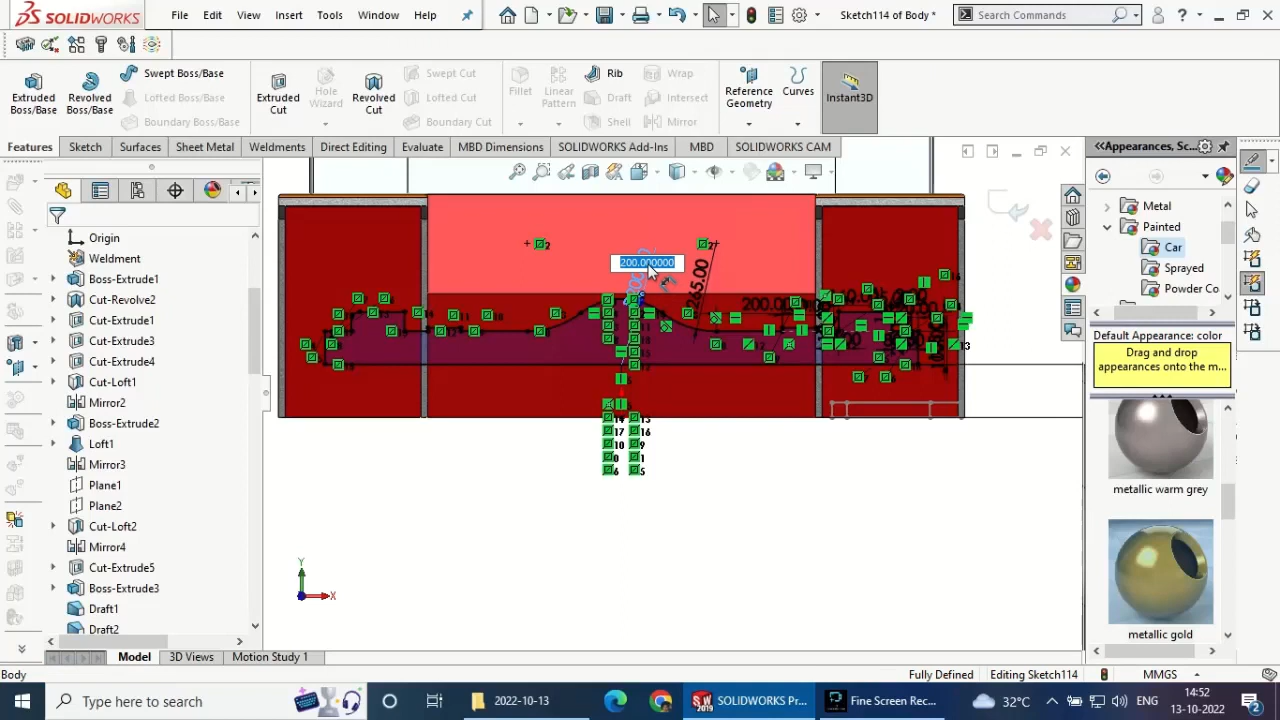 SOLIDWORKS
File
Edit
View
Insert
Tools
Window
Help
Sketch114 of Body *
Search Commands
Extruded Boss/Base
Revolved Boss/Base
Swept Boss/Base
Lofted Boss/Base
Boundary Boss/Base
Extruded Cut
Hole Wizard
Revolved Cut
Swept Cut
Lofted Cut
Boundary Cut
Fillet
Linear Pattern
Rib
Draft
Shell
Wrap
Intersect
Mirror
Reference Geometry
Curves
Instant3D
Features
Sketch
Surfaces
Sheet Metal
Weldments
Direct Editing
Evaluate
MBD Dimensions
SOLIDWORKS Add-Ins
MBD
SOLIDWORKS CAM
Origin
Weldment
Boss-Extrude1
Cut-Revolve2
Cut-Extrude1
Cut-Extrude3
Cut-Extrude4
Cut-Loft1
Mirror2
Boss-Extrude2
Loft1
Mirror3
Plane1
Plane2
Cut-Loft2
Mirror4
Cut-Extrude5
Boss-Extrude3
Draft1
Draft2
200.000000
265.00
Y
X
Appearances, Sc...
Metal
Painted
Car
Sprayed
Powder Co
Default Appearance: color
Drag and drop
appearances onto the m...
metallic warm grey
metallic gold
Model
3D Views
Motion Study 1
Body
Fully Defined
Editing Sketch114
MMGS
Type here to search
2022-10-13
SOLIDWORKS Pr...
Fine Screen Rec...
32°C
ENG
14:52
13-10-2022